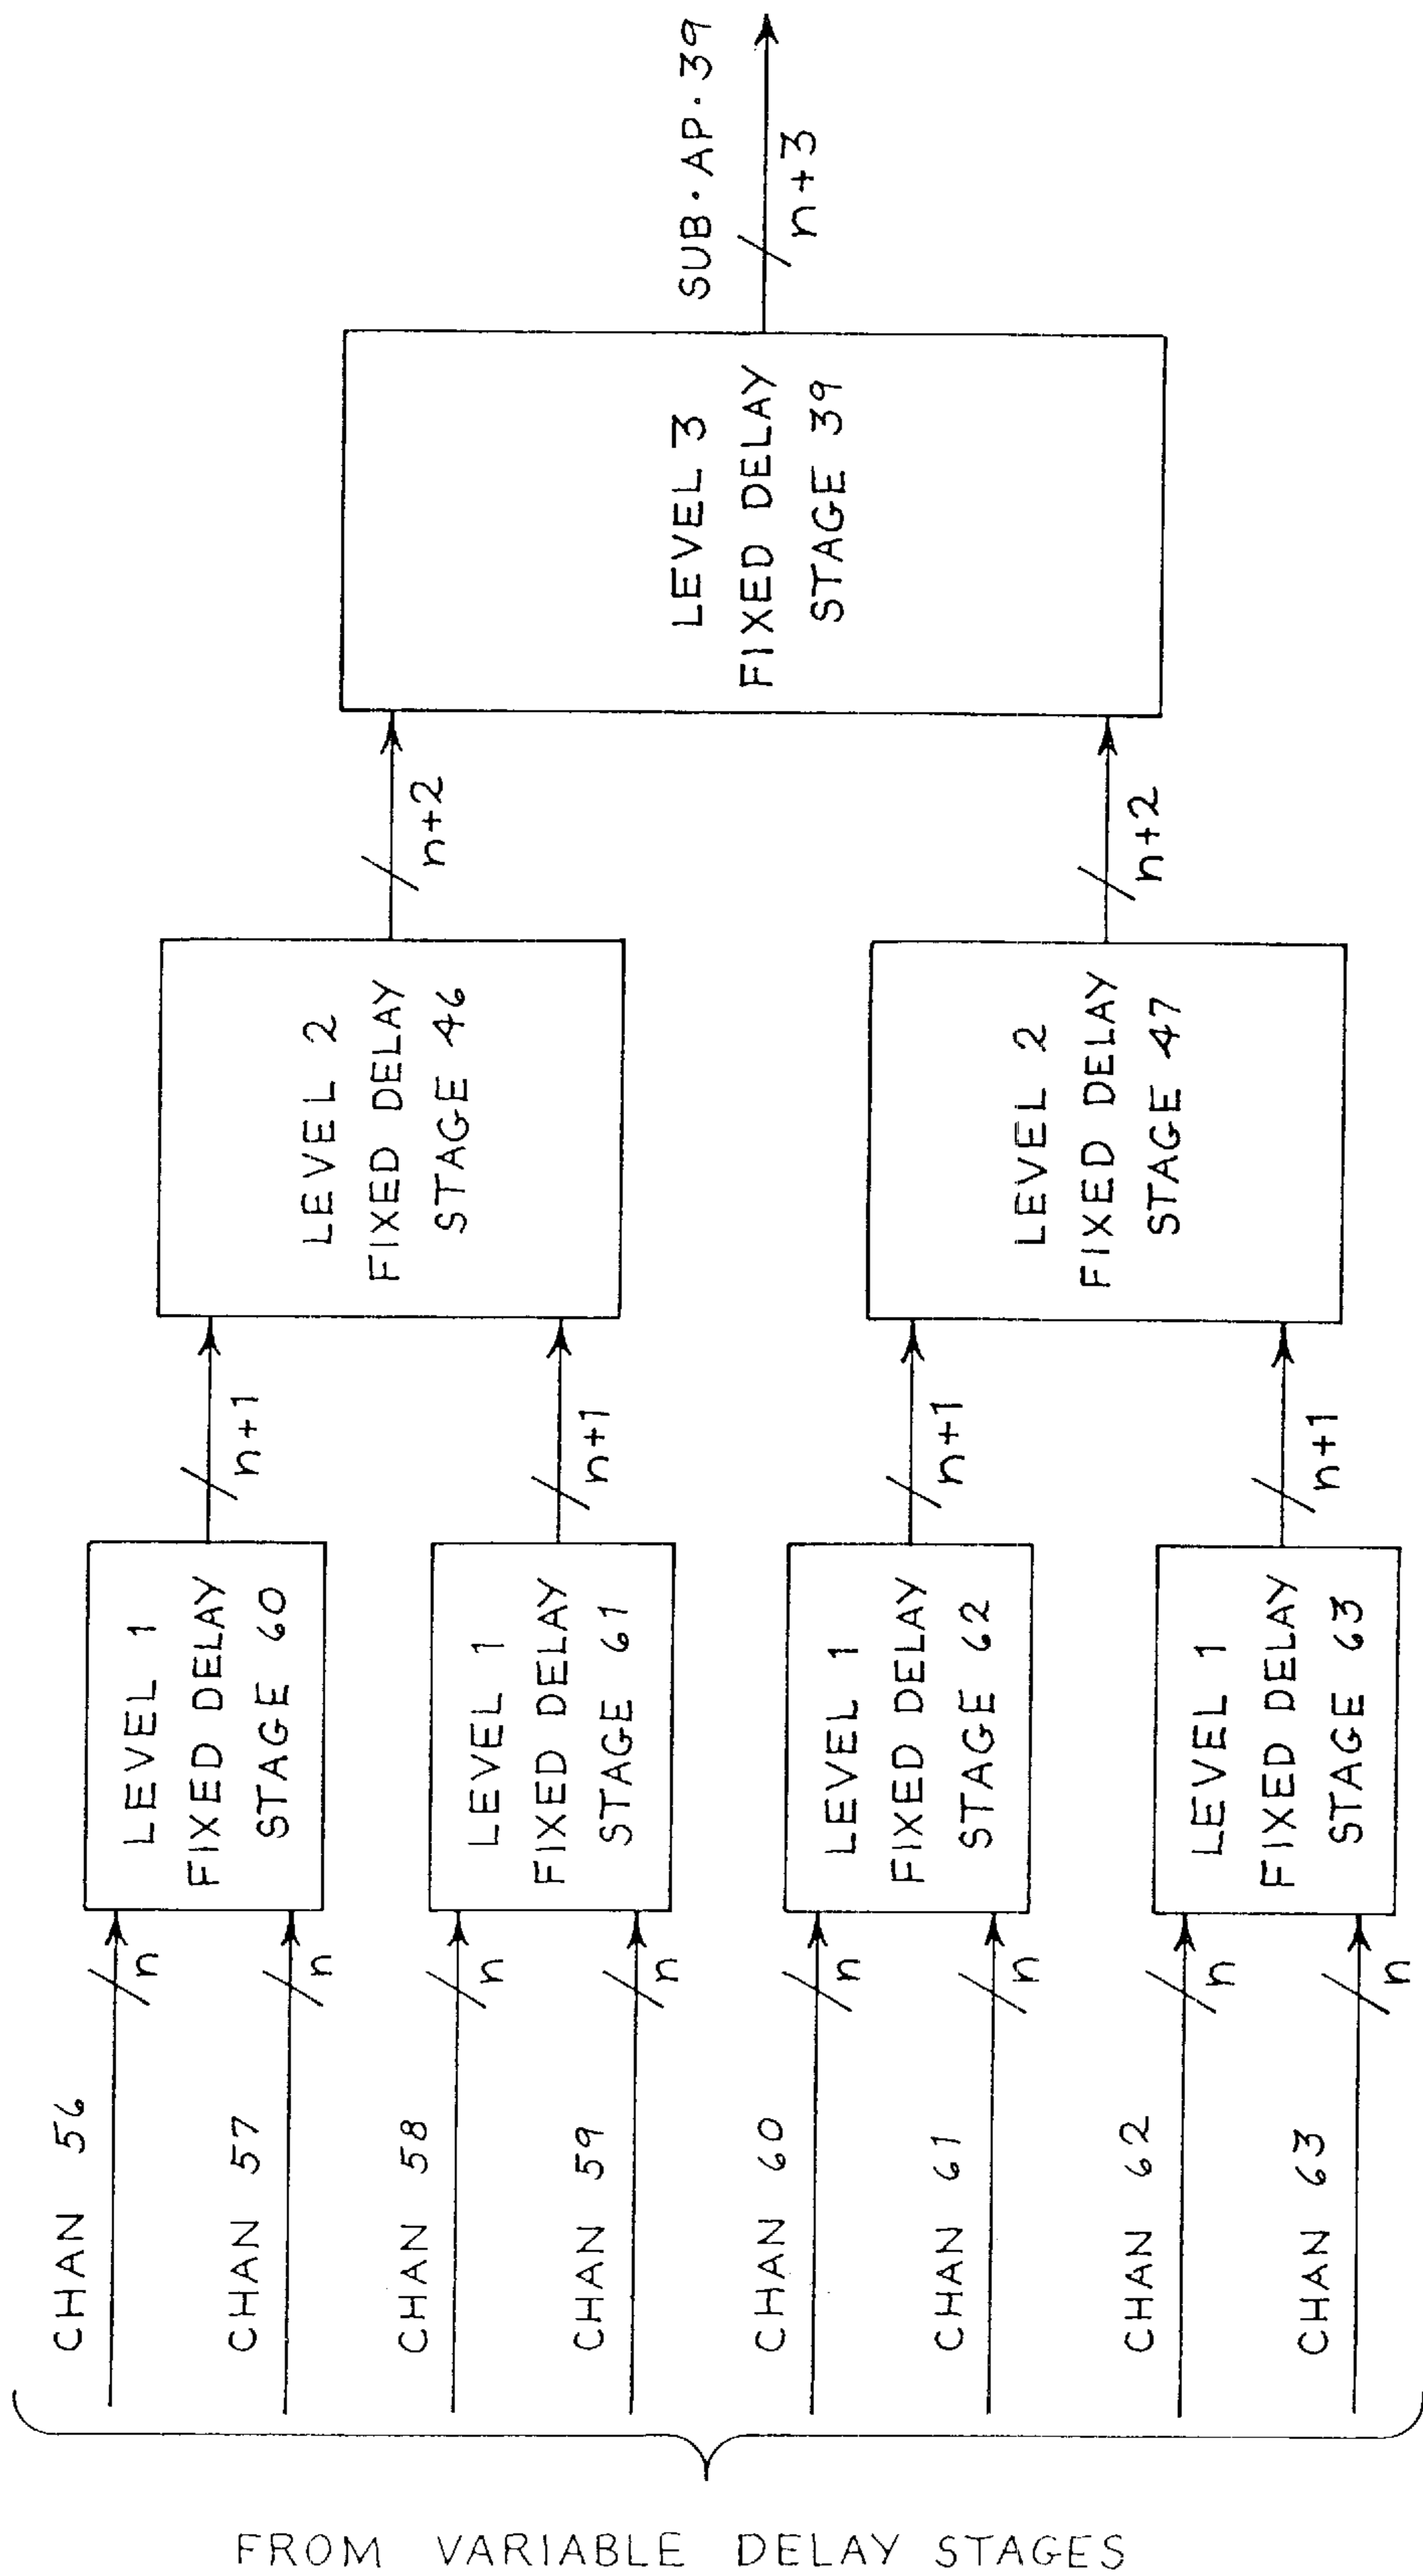 CHAN 56
CHAN 57
CHAN 58
CHAN 59
CHAN 60
CHAN 61
CHAN 62
CHAN 63
n
n
n
n
n
n
n
n
LEVEL 1
FIXED DELAY
STAGE 60
LEVEL 1
FIXED DELAY
STAGE 61
LEVEL 1
FIXED DELAY
STAGE 62
LEVEL 1
FIXED DELAY
STAGE 63
n+1
n+1
n+1
n+1
LEVEL 2
FIXED DELAY
STAGE 46
LEVEL 2
FIXED DELAY
STAGE 47
n+2
n+2
LEVEL 3
FIXED DELAY
STAGE 39
SUB·AP·39
n+3
FROM VARIABLE DELAY STAGES